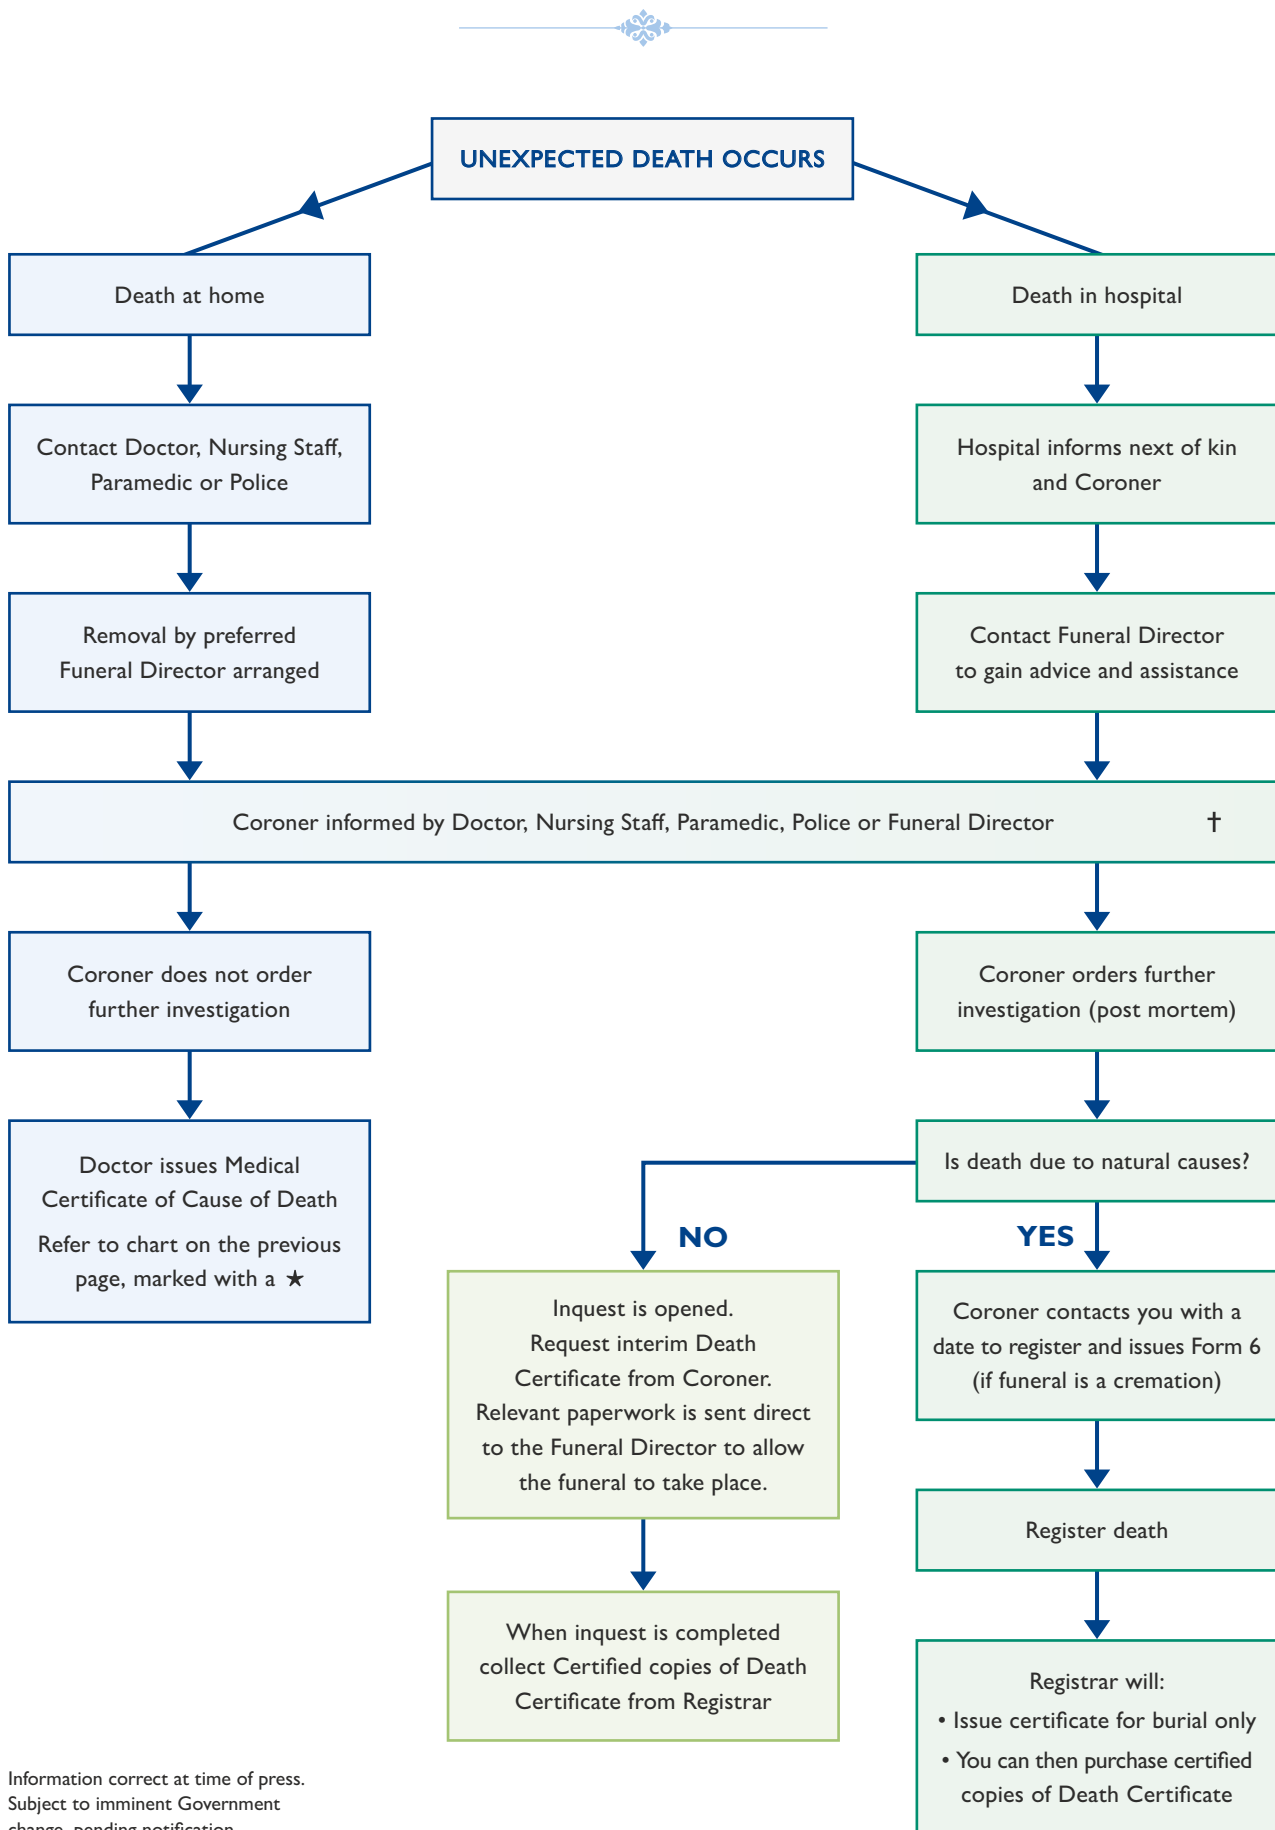 UNEXPECTED DEATH OCCURS
Death at home
Death in hospital
Contact Doctor, Nursing Staff,
Paramedic or Police
Hospital informs next of kin
and Coroner
Removal by preferred
Funeral Director arranged
Contact Funeral Director
to gain advice and assistance
Coroner informed by Doctor, Nursing Staff, Paramedic, Police or Funeral Director †
Coroner does not order
further investigation
Coroner orders further
investigation (post mortem)
Doctor issues Medical
Certificate of Cause of Death
Refer to chart on the previous
page, marked with a ★
Is death due to natural causes?
NO
YES
Inquest is opened.
Request interim Death
Certificate from Coroner.
Relevant paperwork is sent direct
to the Funeral Director to allow
the funeral to take place.
Coroner contacts you with a
date to register and issues Form 6
(if funeral is a cremation)
Register death
When inquest is completed
collect Certified copies of Death
Certificate from Registrar
Registrar will:
• Issue certificate for burial only
• You can then purchase certified
copies of Death Certificate
Information correct at time of press.
Subject to imminent Government
change, pending notification